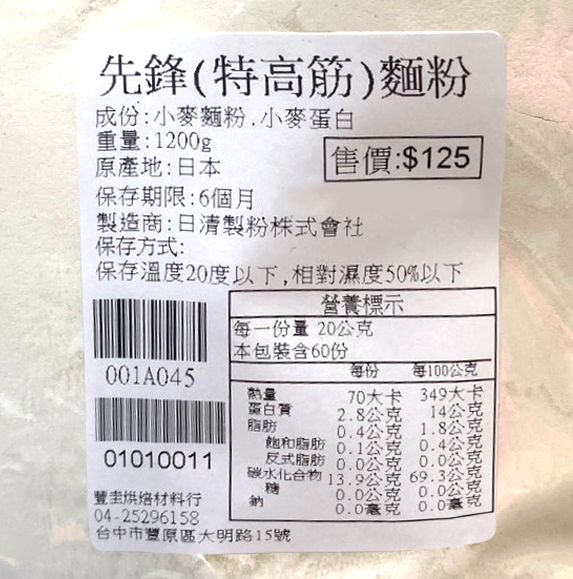 先鋒(特高筋)麵粉
成份:小麥麵粉.小麥蛋白
重量:1200g
原產地:日本
售價:$125
保存期限:6個月
製造商:日清製粉株式會社
保存方式:
保存溫度20度以下,相對濕度50%以下
001A045
01010011
豐圭烘焙材料行
04-25296158
台中市豐原區大明路15號
營養標示
每一份量 20公克
本包裝含60份
每份 每100公克
熱量 70大卡 349大卡
蛋白質 2.8公克 14公克
脂肪 0.4公克 1.8公克
飽和脂肪 0.1公克 0.4公克
反式脂肪 0.0公克 0.0公克
碳水化合物 13.9公克 69.3公克
糖 0.0公克 0.0公克
鈉 0.0毫克 0.0毫克